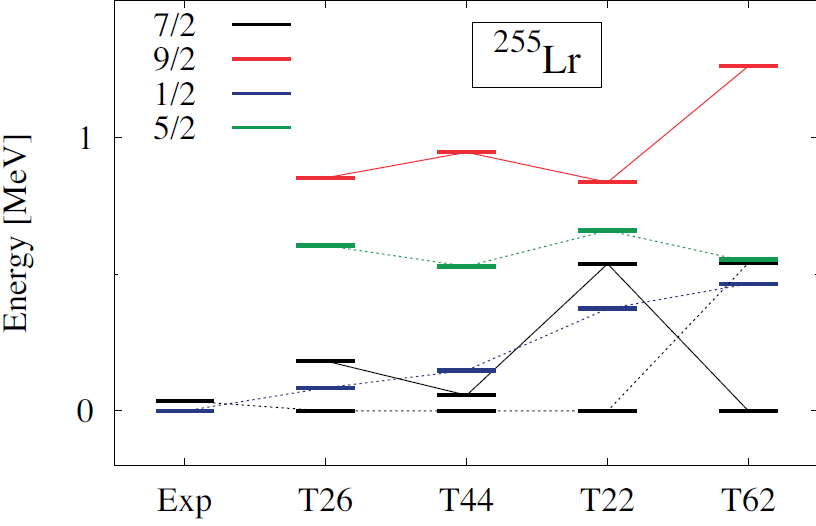 7/2
9/2
1/2
5/2
²⁵⁵Lr
1
0
Energy [MeV]
Exp T26 T44 T22 T62